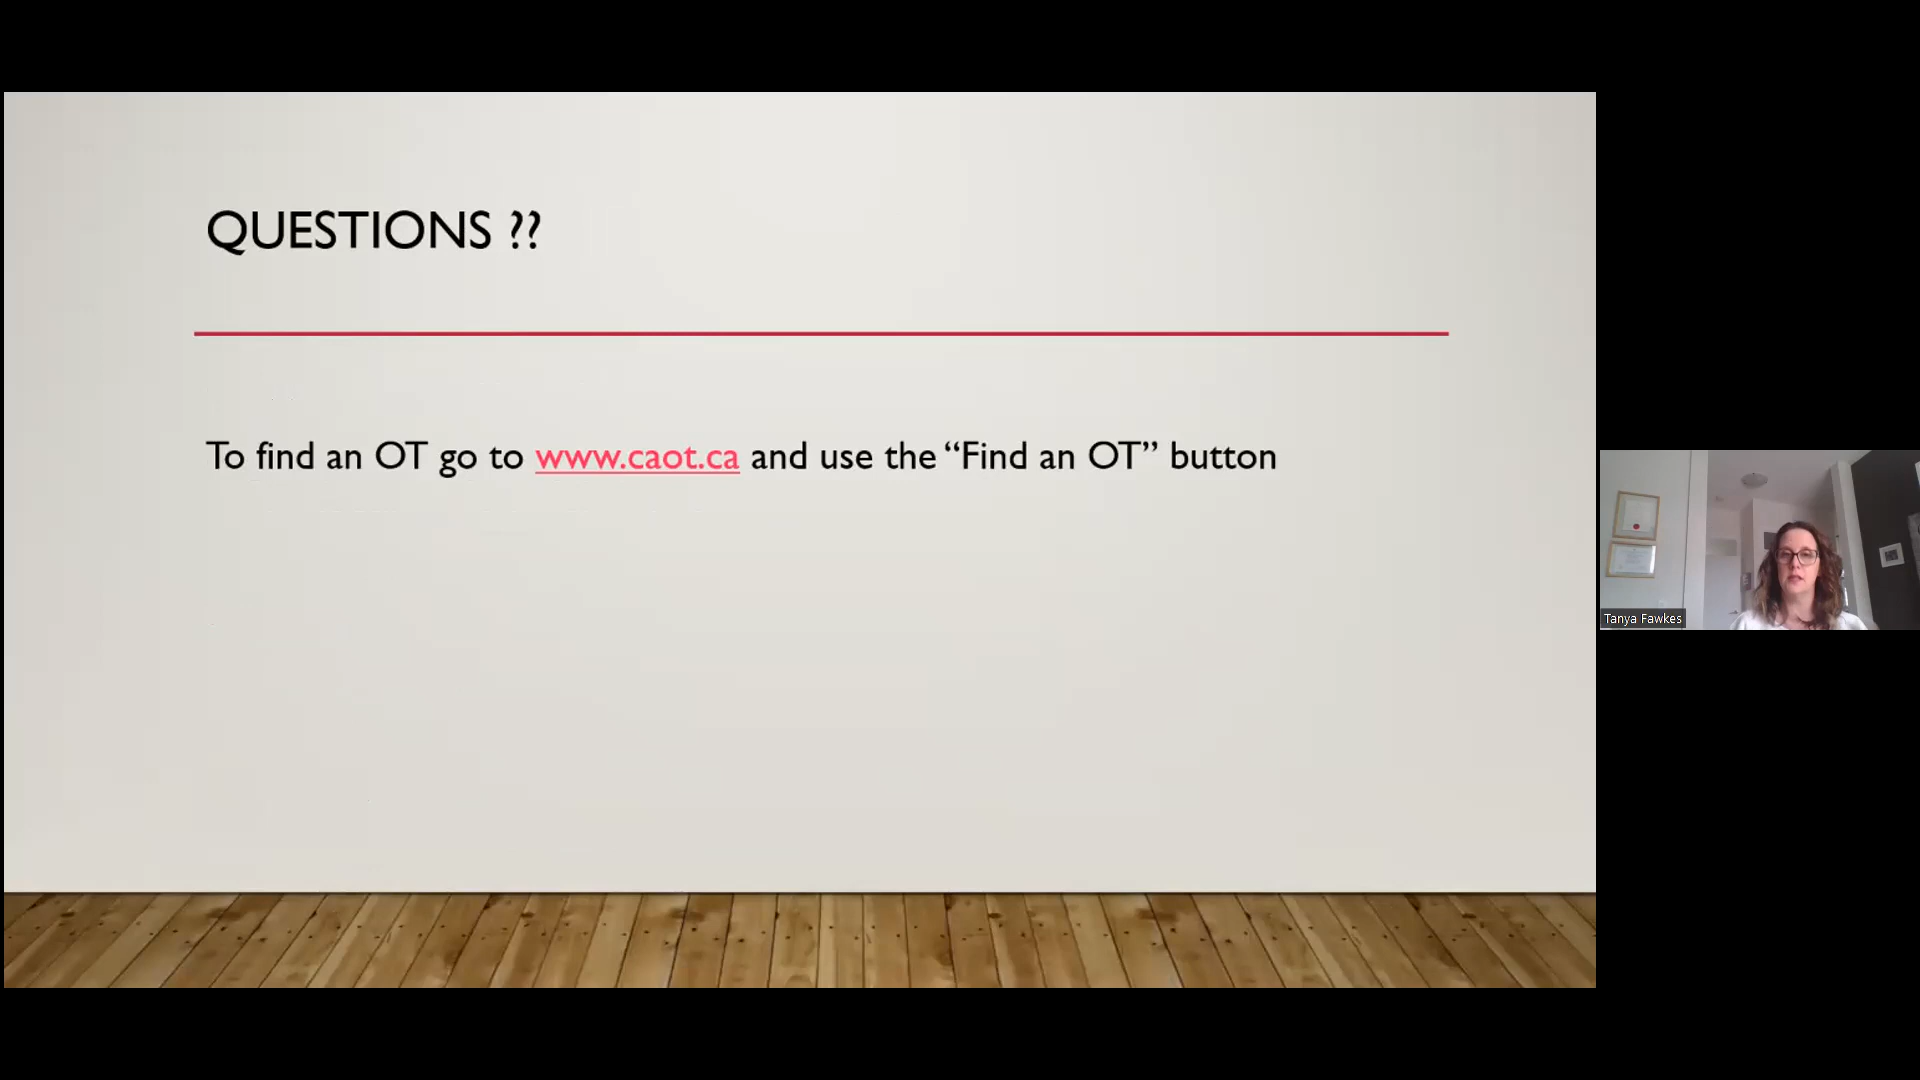 QUESTIONS ??
To find an OT go to www.caot.ca and use the “Find an OT” button
Tanya Fawkes